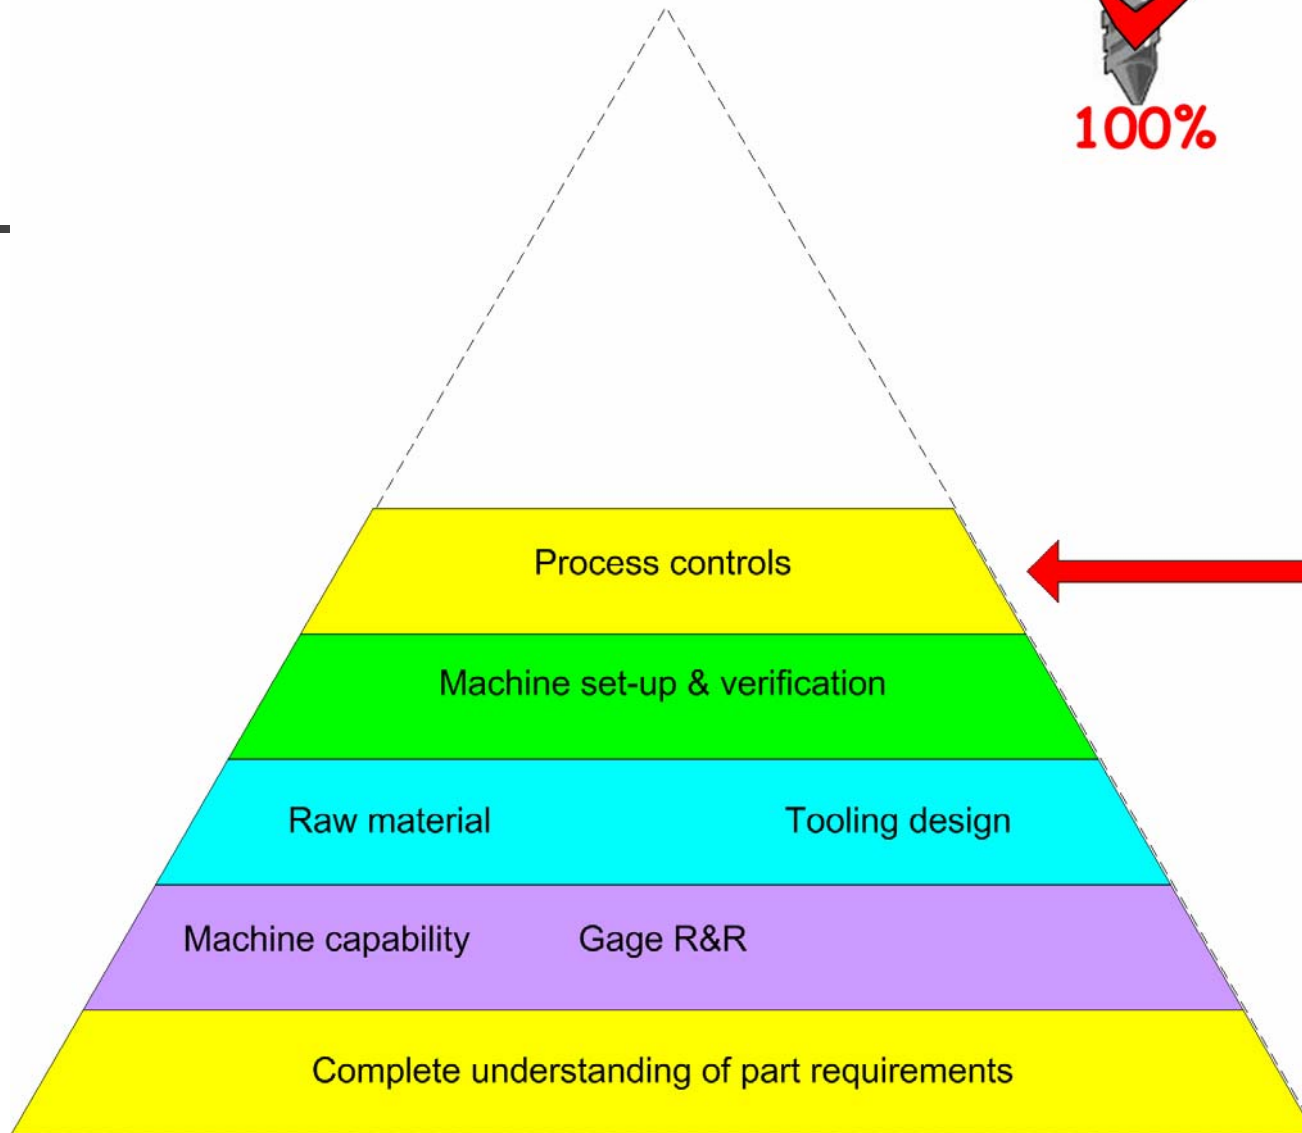 100%
Process controls
Machine set-up & verification
Raw material Tooling design
Machine capability Gage R&R
Complete understanding of part requirements